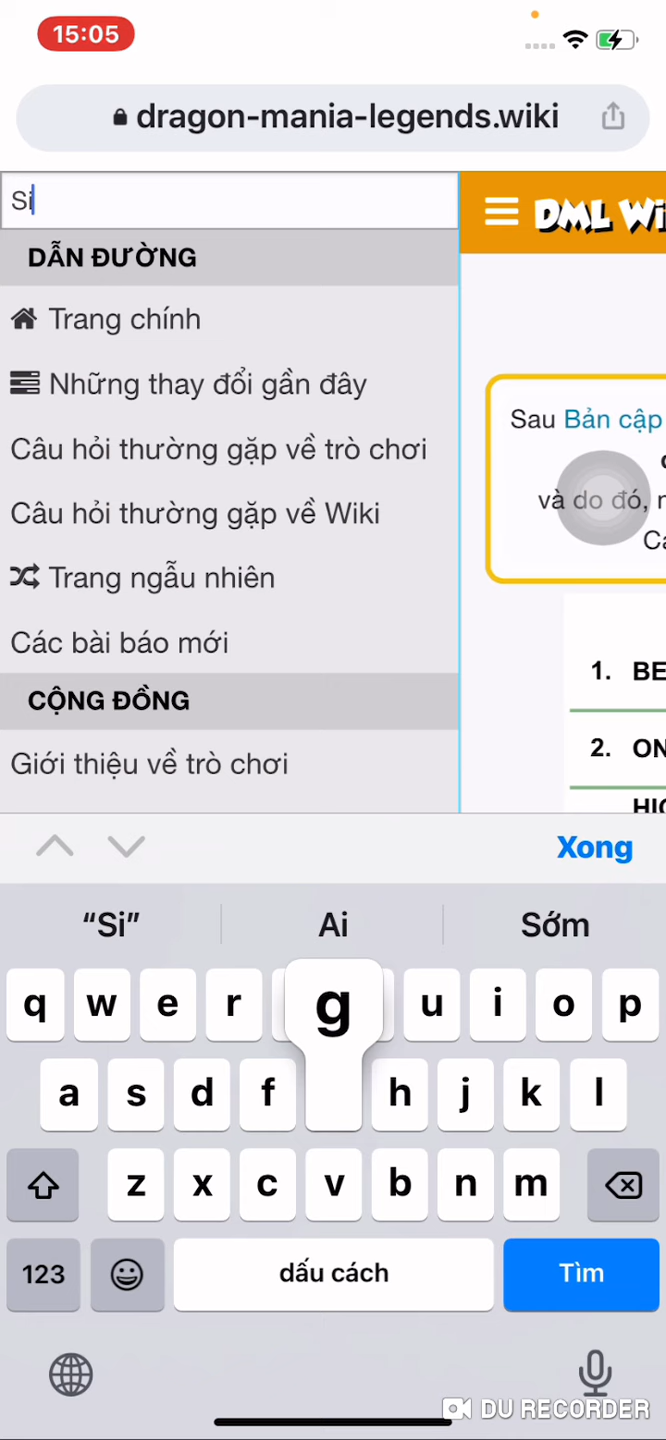 15:05
dragon-mania-legends.wiki
Si
DML Wi
DẪN ĐƯỜNG
Trang chính
Những thay đổi gần đây
Câu hỏi thường gặp về trò chơi
Câu hỏi thường gặp về Wiki
Trang ngẫu nhiên
Các bài báo mới
CỘNG ĐỒNG
Giới thiệu về trò chơi
Sau Bản cập
và do đó,
1. BE
2. ON
Xong
“Si” Ai Sớm
q w e r g u i o p
a s d f h j k l
z x c v b n m
123 dấu cách Tìm
DU RECORDER